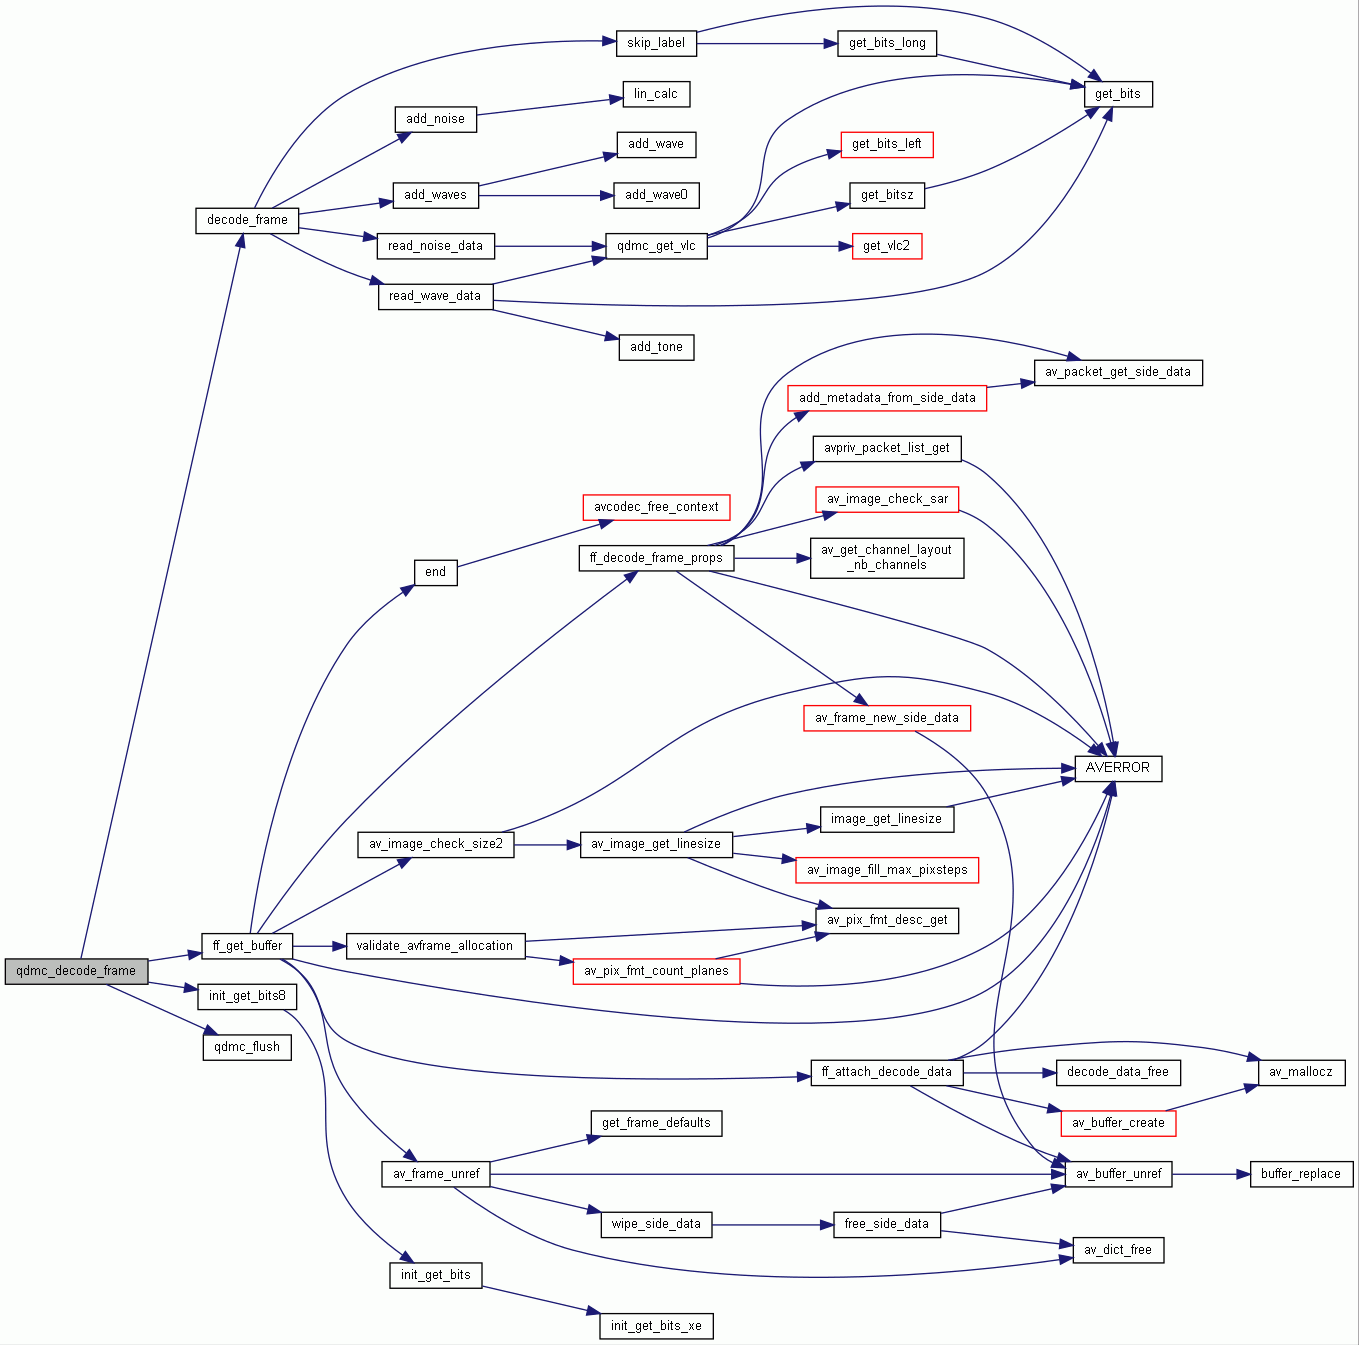 skip_label
get_bits_long
lin_calc
get_bits
add_noise
add_wave
get_bits_left
add_waves
add_wave0
get_bitsz
decode_frame
read_noise_data
qdmc_get_vlc
get_vlc2
read_wave_data
add_tone
av_packet_get_side_data
add_metadata_from_side_data
avpriv_packet_list_get
av_image_check_sar
avcodec_free_context
ff_decode_frame_props
av_get_channel_layout
_nb_channels
end
av_frame_new_side_data
AVERROR
image_get_linesize
av_image_check_size2
av_image_get_linesize
av_image_fill_max_pixsteps
av_pix_fmt_desc_get
ff_get_buffer
validate_avframe_allocation
av_pix_fmt_count_planes
qdmc_decode_frame
init_get_bits8
qdmc_flush
ff_attach_decode_data
decode_data_free
av_mallocz
get_frame_defaults
av_buffer_create
av_frame_unref
av_buffer_unref
buffer_replace
wipe_side_data
free_side_data
av_dict_free
init_get_bits
init_get_bits_xe